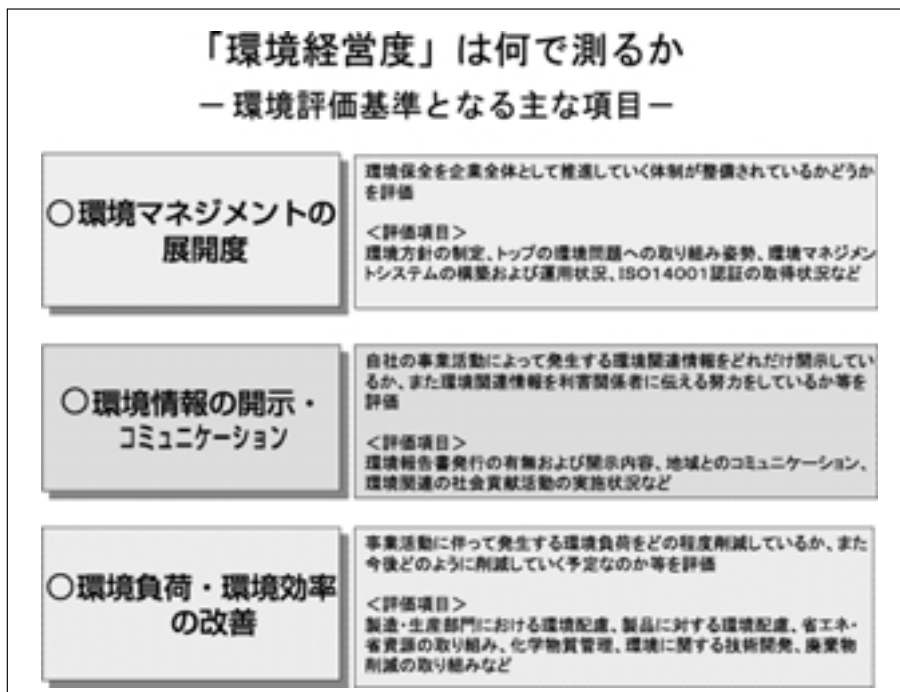 「環境経営度」は何で測るか
－環境評価基準となる主な項目－
○環境マネジメントの
展開度
環境保全を企業全体として推進していく体制が整備されているかどうか
を評価
＜評価項目＞
環境方針の制定、トップの環境問題への取り組み姿勢、環境マネジメン
トシステムの構築および運用状況、ISO14001認証の取得状況など
○環境情報の開示・
コミュニケーション
自社の事業活動によって発生する環境関連情報をどれだけ開示してい
るか、また環境関連情報を利害関係者に伝える努力をしているか等を
評価
＜評価項目＞
環境報告書発行の有無および開示内容、地域とのコミュニケーション、
環境関連の社会貢献活動の実施状況など
○環境負荷・環境効率
の改善
事業活動に伴って発生する環境負荷をどの程度削減しているか、また
今後どのように削減していく予定なのか等を評価
＜評価項目＞
製造・生産部門における環境配慮、製品に対する環境配慮、省エネ・
省資源の取り組み、化学物質管理、環境に関する技術開発、廃棄物
削減の取り組みなど